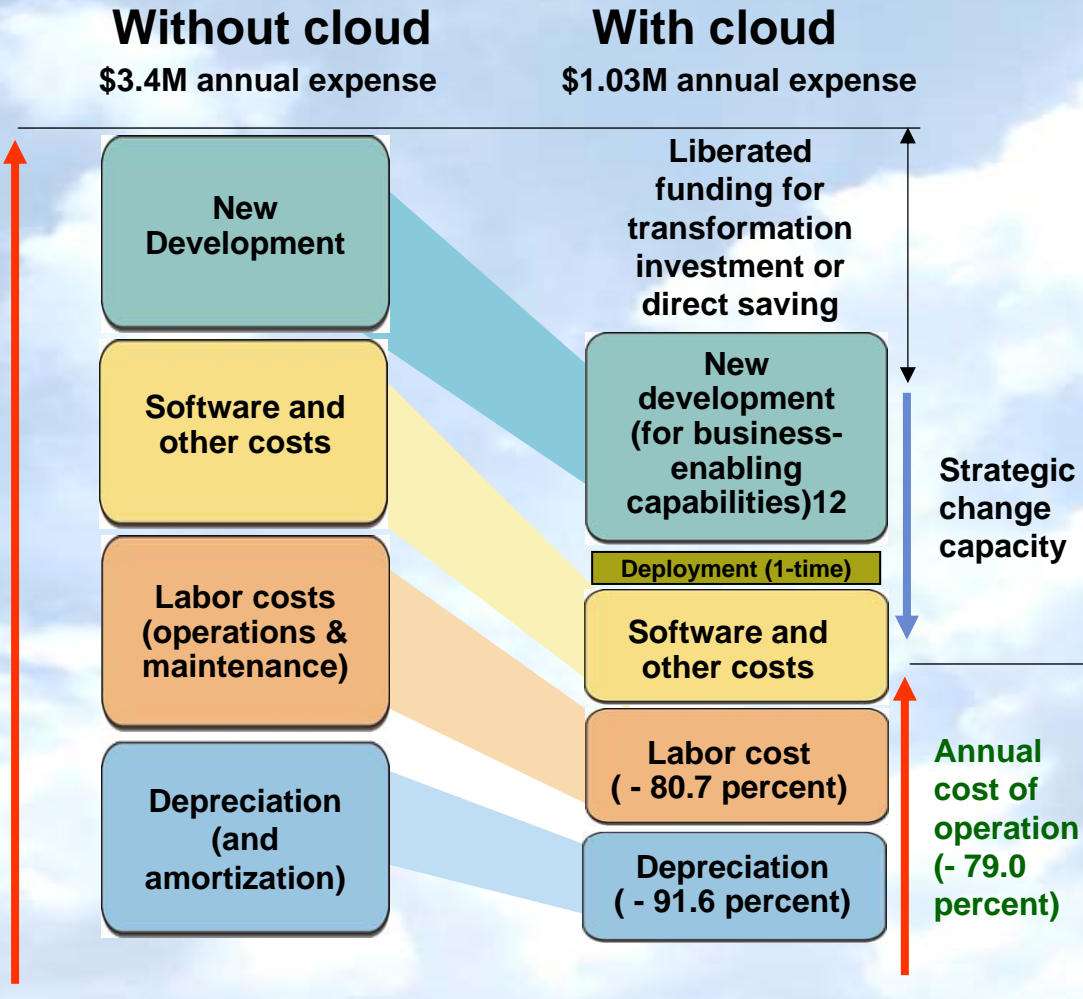 Without cloud
$3.4M annual expense
With cloud
$1.03M annual expense
New
Development
Software and
other costs
Labor costs
(operations &
maintenance)
Depreciation
(and
amortization)
Liberated
funding for
transformation
investment or
direct saving
New
development
(for business-
enabling
capabilities)12
Deployment (1-time)
Software and
other costs
Labor cost
( - 80.7 percent)
Depreciation
( - 91.6 percent)
Strategic
change
capacity
Annual
cost of
operation
(- 79.0
percent)